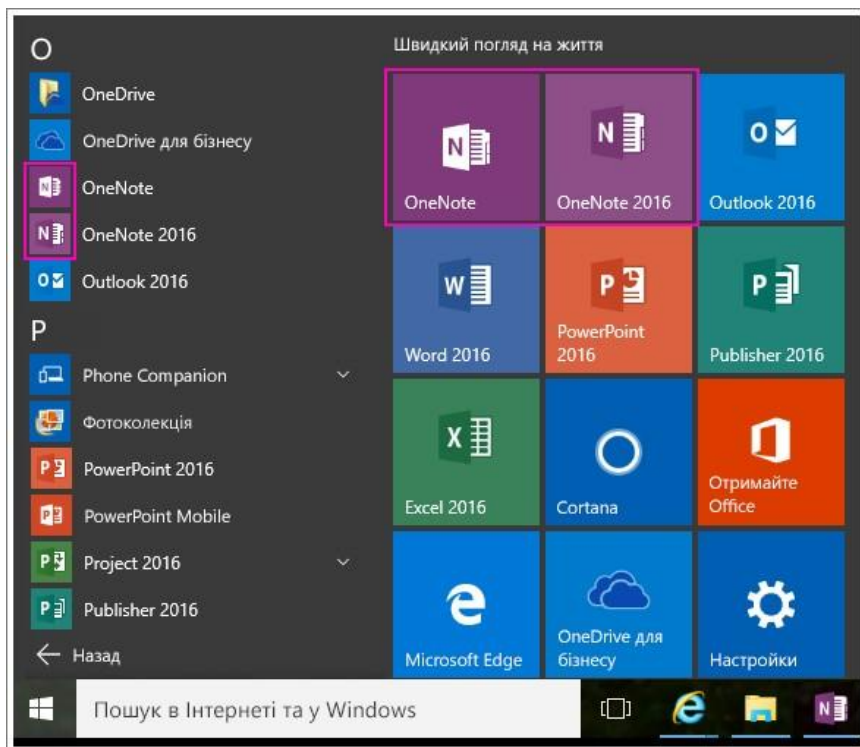 O
OneDrive
OneDrive для бізнесу
OneNote
OneNote 2016
Outlook 2016
P
Phone Companion
Фотоколекція
PowerPoint 2016
PowerPoint Mobile
Project 2016
Publisher 2016
Назад
Швидкий погляд на життя
OneNote
OneNote 2016
Outlook 2016
Word 2016
PowerPoint
2016
Publisher 2016
Excel 2016
Cortana
Отримайте
Office
Microsoft Edge
OneDrive для
бізнесу
Настройки
Пошук в Інтернеті та у Windows